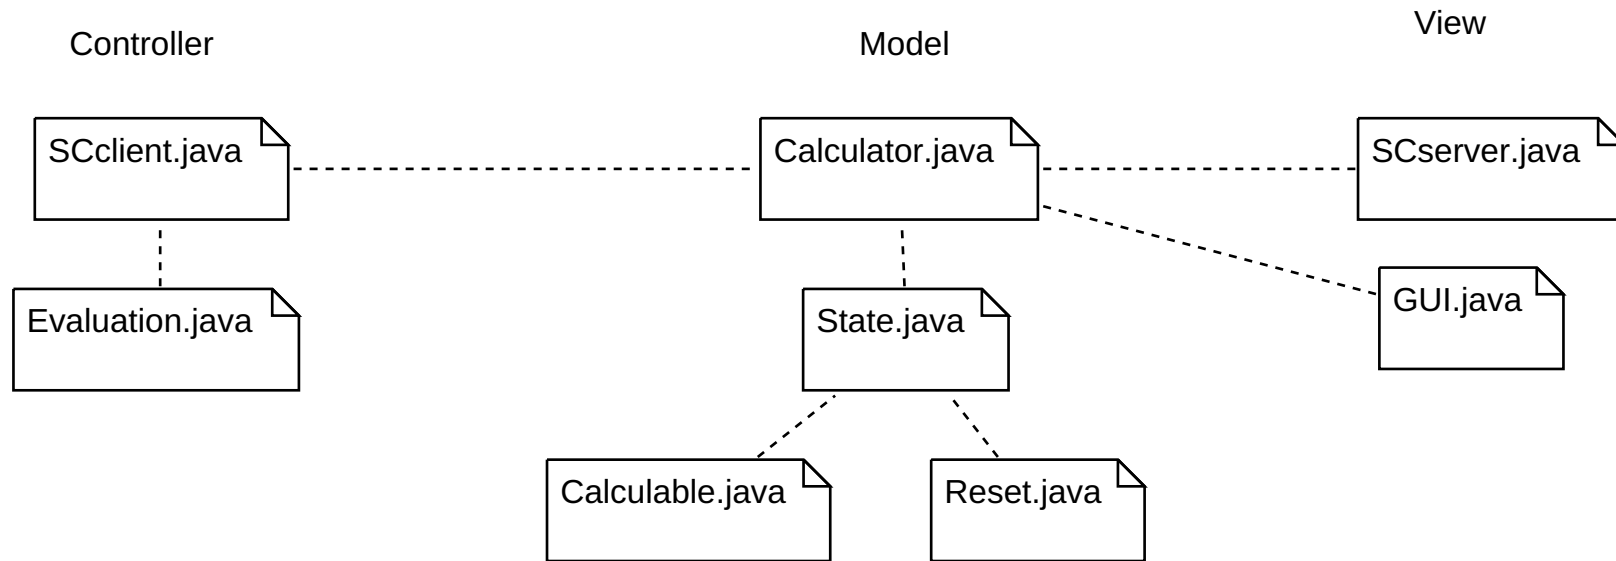 Controller
Model
View
SCclient.java
Calculator.java
SCserver.java
Evaluation.java
State.java
GUI.java
Calculable.java
Reset.java